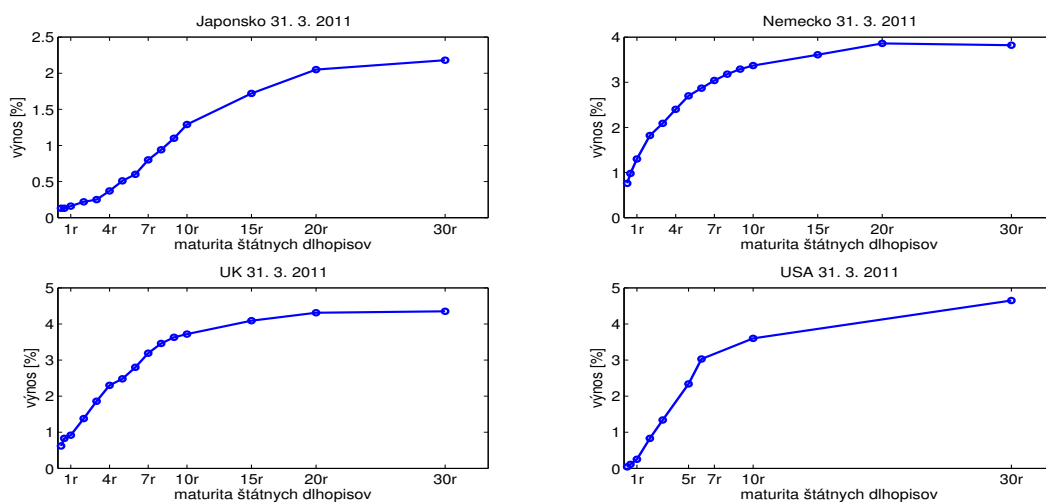 Japonsko 31. 3. 2011
výnos [%]
2.5
2
1.5
1
0.5
0
1r 4r 7r 10r 15r 20r 30r
maturita štátnych dlhopisov
Nemecko 31. 3. 2011
výnos [%]
4
3
2
1
0
1r 4r 7r 10r 15r 20r 30r
maturita štátnych dlhopisov
UK 31. 3. 2011
výnos [%]
5
4
3
2
1
0
1r 4r 7r 10r 15r 20r 30r
maturita štátnych dlhopisov
USA 31. 3. 2011
výnos [%]
5
4
3
2
1
0
1r 5r 7r 10r 30r
maturita štátnych dlhopisov